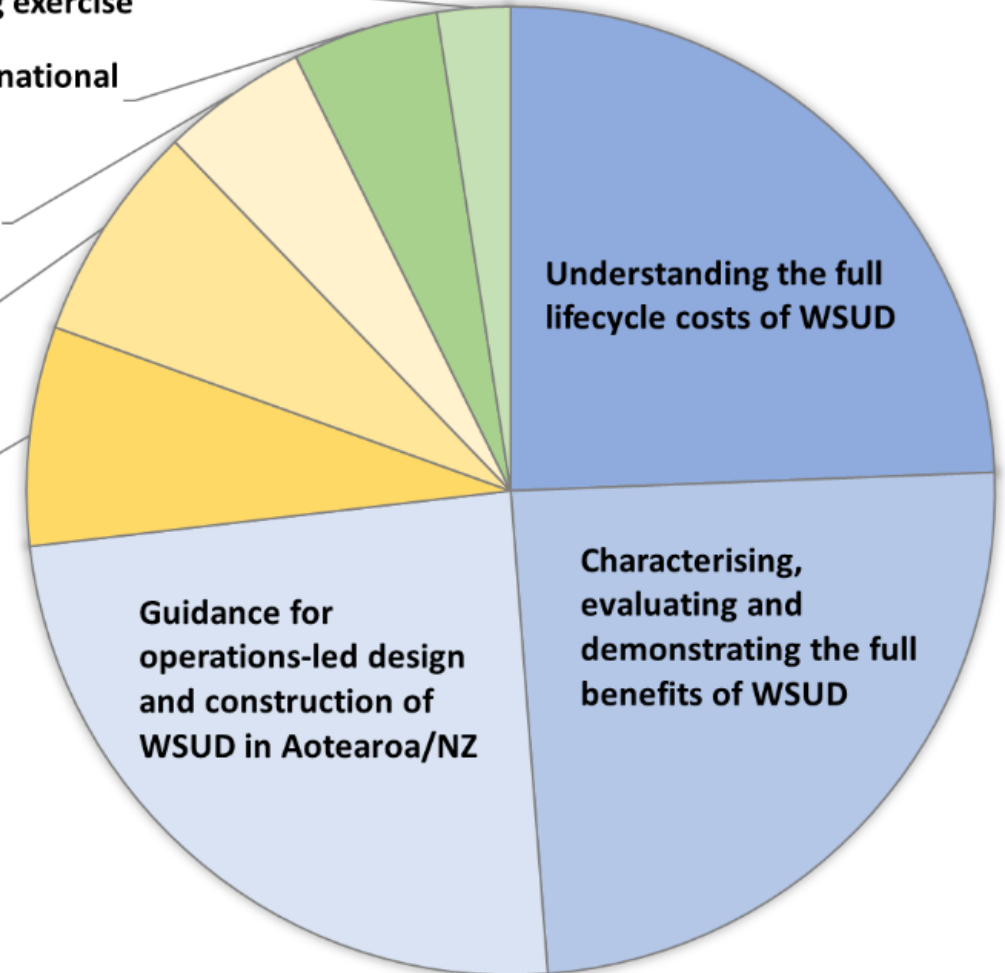 exercise
national
Understanding the full
lifecycle costs of WSUD
Characterising,
evaluating and
demonstrating the full
benefits of WSUD
Guidance for
operations-led design
and construction of
WSUD in Aotearoa/NZ